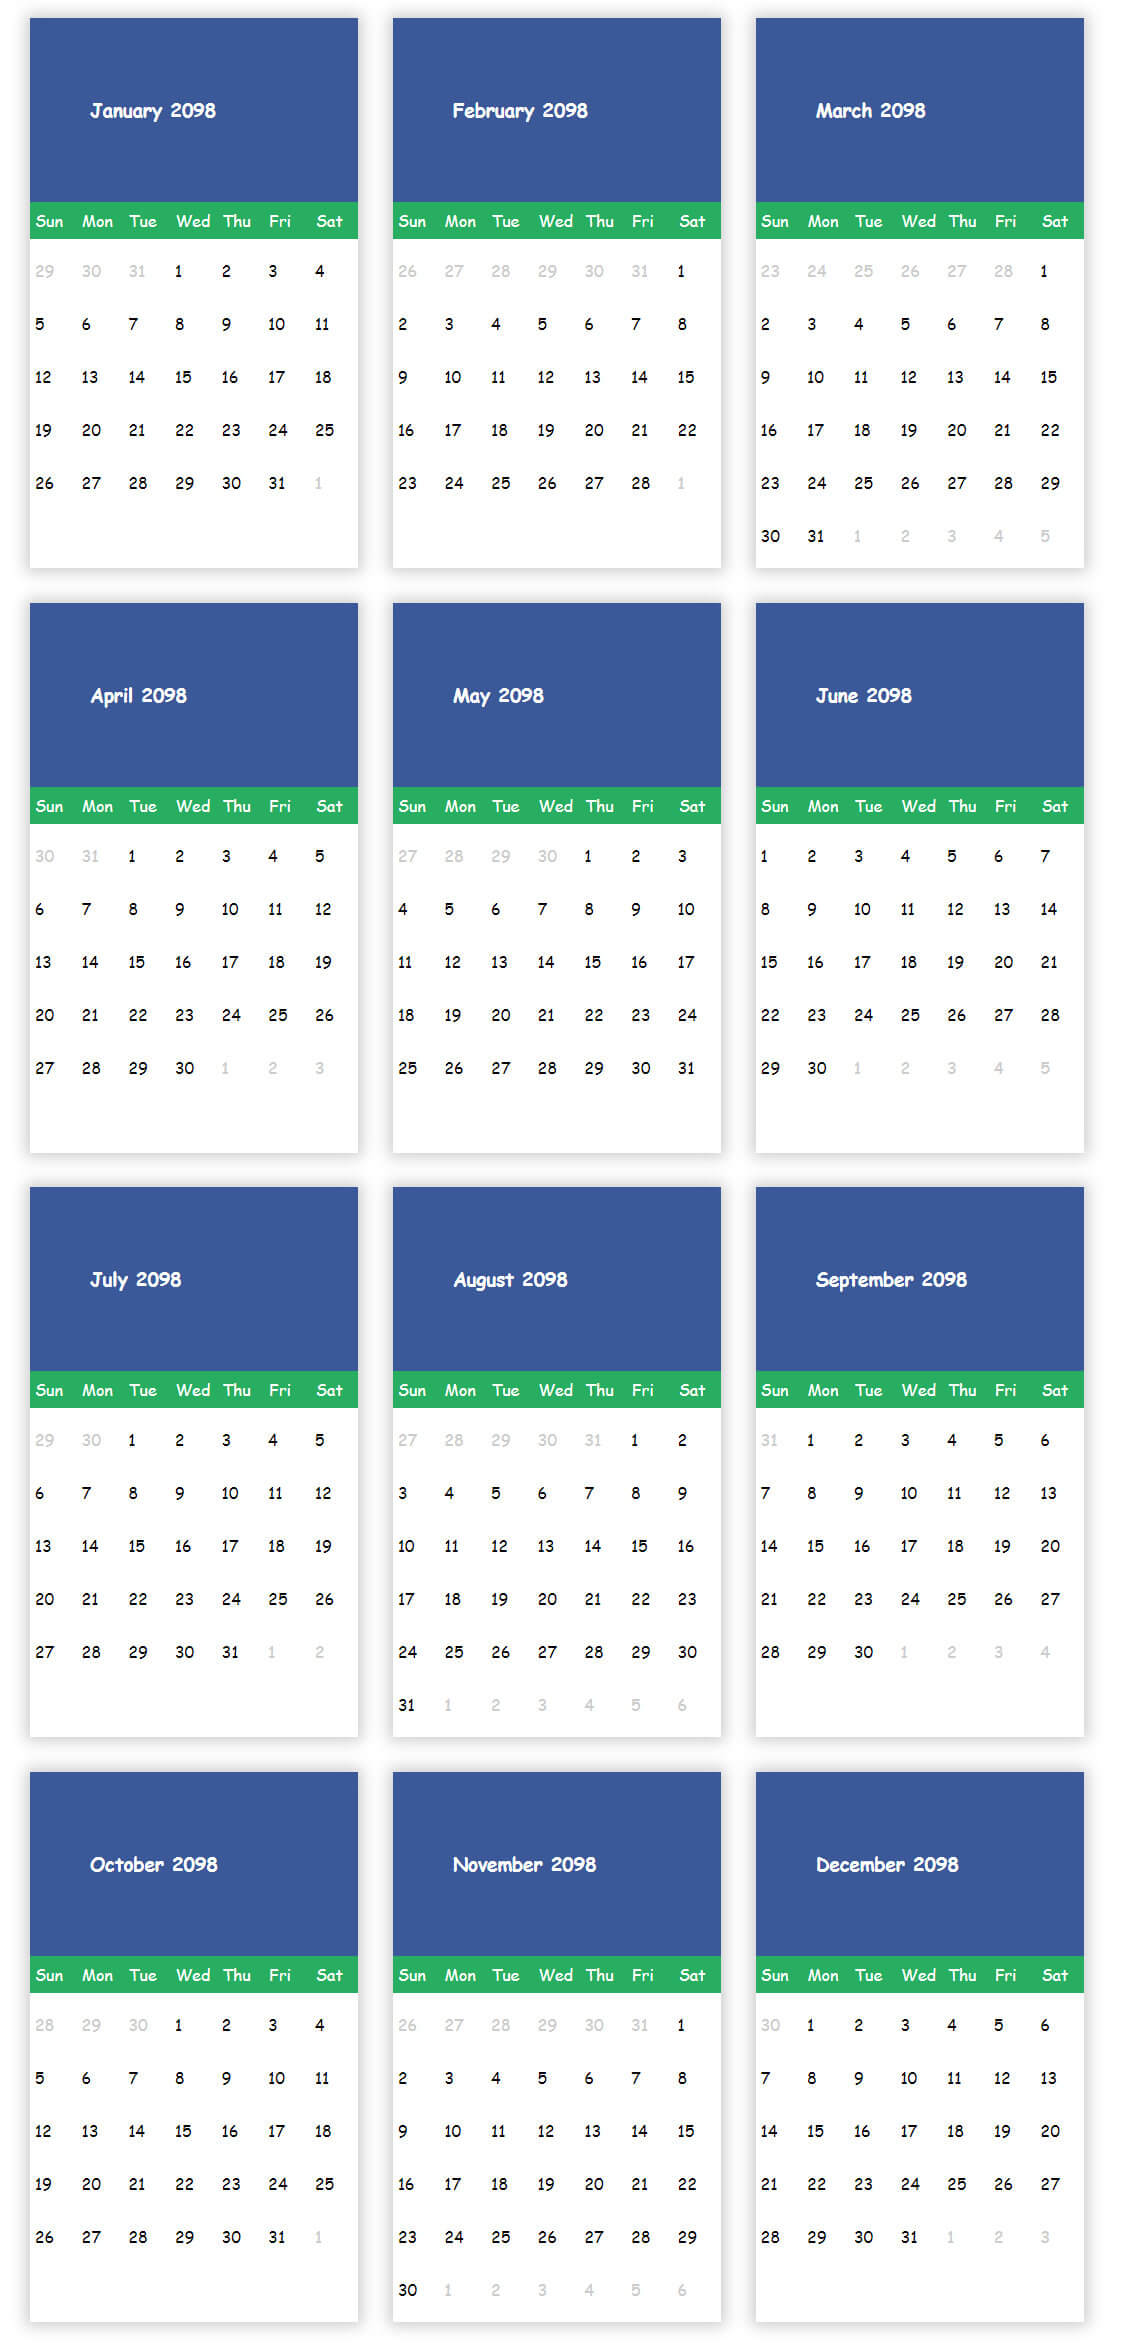 January 2098
Sun Mon Tue Wed Thu Fri Sat
29 30 31 1 2 3 4
5 6 7 8 9 10 11
12 13 14 15 16 17 18
19 20 21 22 23 24 25
26 27 28 29 30 31 1
February 2098
Sun Mon Tue Wed Thu Fri Sat
26 27 28 29 30 31 1
2 3 4 5 6 7 8
9 10 11 12 13 14 15
16 17 18 19 20 21 22
23 24 25 26 27 28 1
March 2098
Sun Mon Tue Wed Thu Fri Sat
23 24 25 26 27 28 1
2 3 4 5 6 7 8
9 10 11 12 13 14 15
16 17 18 19 20 21 22
23 24 25 26 27 28 29
30 31 1 2 3 4 5
April 2098
Sun Mon Tue Wed Thu Fri Sat
30 31 1 2 3 4 5
6 7 8 9 10 11 12
13 14 15 16 17 18 19
20 21 22 23 24 25 26
27 28 29 30 1 2 3
May 2098
Sun Mon Tue Wed Thu Fri Sat
27 28 29 30 1 2 3
4 5 6 7 8 9 10
11 12 13 14 15 16 17
18 19 20 21 22 23 24
25 26 27 28 29 30 31
June 2098
Sun Mon Tue Wed Thu Fri Sat
1 2 3 4 5 6 7
8 9 10 11 12 13 14
15 16 17 18 19 20 21
22 23 24 25 26 27 28
29 30 1 2 3 4 5
July 2098
Sun Mon Tue Wed Thu Fri Sat
29 30 1 2 3 4 5
6 7 8 9 10 11 12
13 14 15 16 17 18 19
20 21 22 23 24 25 26
27 28 29 30 31 1 2
August 2098
Sun Mon Tue Wed Thu Fri Sat
27 28 29 30 31 1 2
3 4 5 6 7 8 9
10 11 12 13 14 15 16
17 18 19 20 21 22 23
24 25 26 27 28 29 30
31 1 2 3 4 5 6
September 2098
Sun Mon Tue Wed Thu Fri Sat
31 1 2 3 4 5 6
7 8 9 10 11 12 13
14 15 16 17 18 19 20
21 22 23 24 25 26 27
28 29 30 1 2 3 4
October 2098
Sun Mon Tue Wed Thu Fri Sat
28 29 30 1 2 3 4
5 6 7 8 9 10 11
12 13 14 15 16 17 18
19 20 21 22 23 24 25
26 27 28 29 30 31 1
November 2098
Sun Mon Tue Wed Thu Fri Sat
26 27 28 29 30 31 1
2 3 4 5 6 7 8
9 10 11 12 13 14 15
16 17 18 19 20 21 22
23 24 25 26 27 28 29
30 1 2 3 4 5 6
December 2098
Sun Mon Tue Wed Thu Fri Sat
30 1 2 3 4 5 6
7 8 9 10 11 12 13
14 15 16 17 18 19 20
21 22 23 24 25 26 27
28 29 30 31 1 2 3